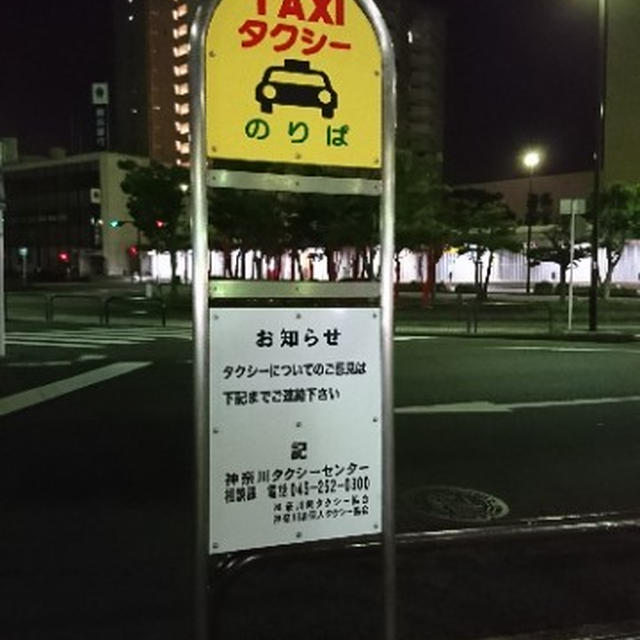 TAXI
タクシー
のりば
お知らせ
タクシーについてのご意見は
下記までご連絡下さい
記
神奈川タクシーセンター
相談課 電話045-252-0300